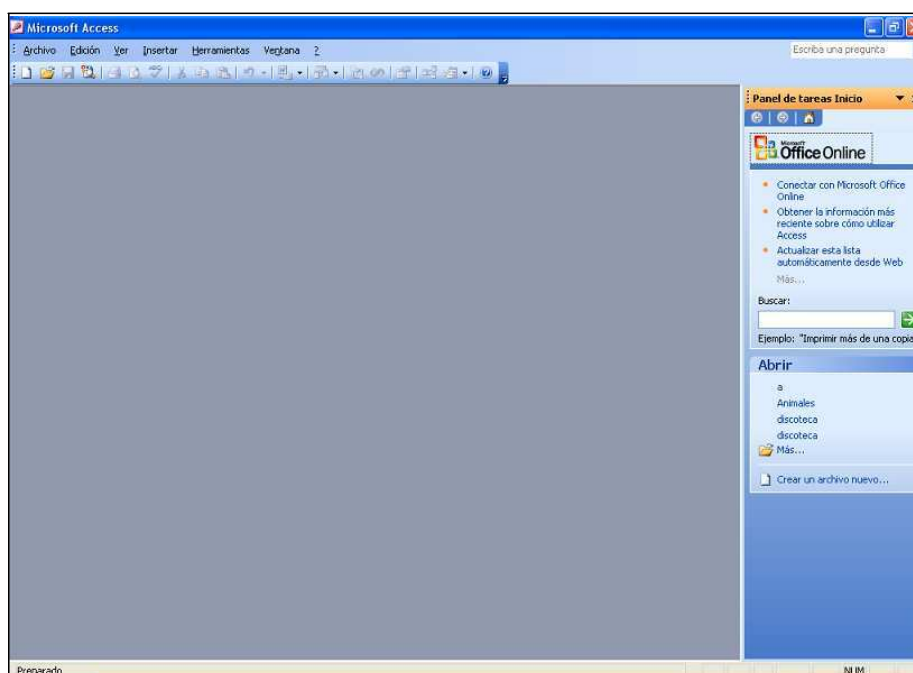 Microsoft Access
Archivo Edición Ver Insertar Herramientas Ventana ?
Escriba una pregunta
Panel de tareas Inicio
Microsoft
Office Online
Conectar con Microsoft Office
Online
Obtener la información más
reciente sobre cómo utilizar
Access
Actualizar esta lista
automáticamente desde Web
Más...
Buscar:
Ejemplo: "Imprimir más de una copia
Abrir
a
Animales
discoteca
discoteca
Más...
Crear un archivo nuevo...
Preparado
NUM